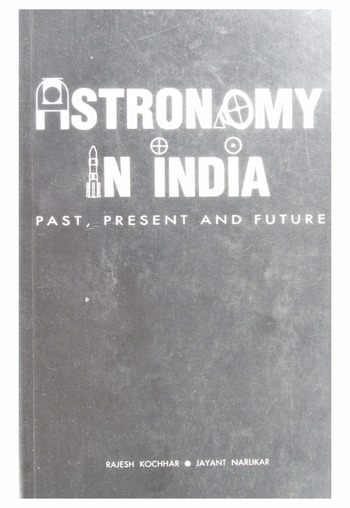 ASTRONOMY
IN INDIA
PAST, PRESENT AND FUTURE
RAJESH KOCHHAR ● JAYANT NARLIKAR